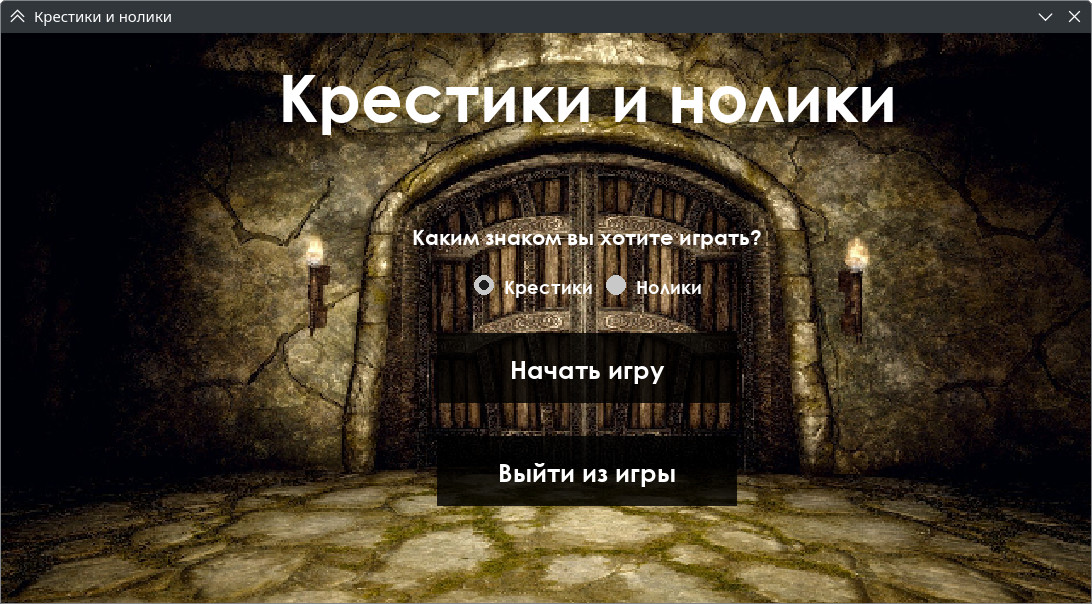 Крестики и нолики
Крестики и нолики
Каким знаком вы хотите играть?
Крестики Нолики
Начать игру
Выйти из игры